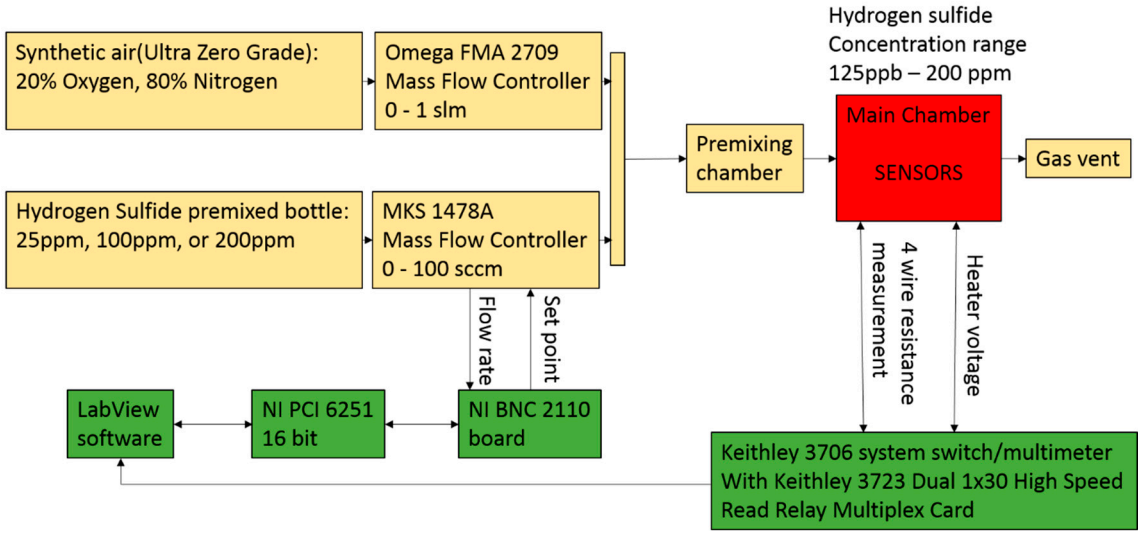 Hydrogen sulfide
Concentration range
125ppb – 200 ppm
Synthetic air(Ultra Zero Grade):
20% Oxygen, 80% Nitrogen
Omega FMA 2709
Mass Flow Controller
0 - 1 slm
Main Chamber
SENSORS
Premixing
chamber
Gas vent
Hydrogen Sulfide premixed bottle:
25ppm, 100ppm, or 200ppm
MKS 1478A
Mass Flow Controller
0 - 100 sccm
Flow rate
Set point
4 wire resistance
measurement
Heater voltage
LabView
software
NI PCI 6251
16 bit
NI BNC 2110
board
Keithley 3706 system switch/multimeter
With Keithley 3723 Dual 1x30 High Speed
Read Relay Multiplex Card